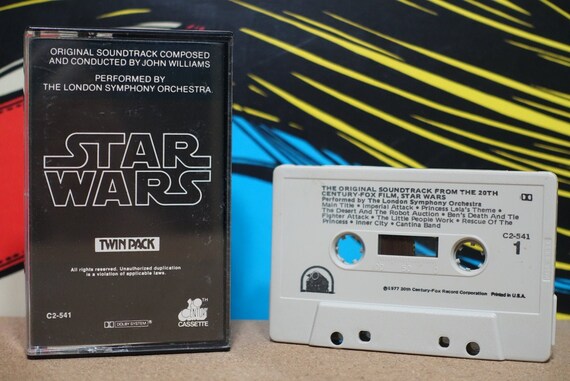 ORIGINAL SOUNDTRACK COMPOSED
AND CONDUCTED BY JOHN WILLIAMS
PERFORMED BY
THE LONDON SYMPHONY ORCHESTRA
STAR
WARS
TWIN PACK
All rights reserved. Unauthorized duplication
is a violation of applicable laws.
20TH
CASSETTE
C2-541
DOLBY SYSTEM
THE ORIGINAL SOUNDTRACK FROM THE 20TH
CENTURY-FOX FILM, STAR WARS
Performed by The London Symphony Orchestra
Main Title • Imperial Attack • Princess Leia's Theme •
The Desert And The Robot Auction • Ben's Death And Tie
Fighter Attack • The Little People Work • Rescue Of The
Princess • Inner City • Cantina Band
C2-541
1
©1977 20th Century-Fox Record Corporation Printed in U.S.A.